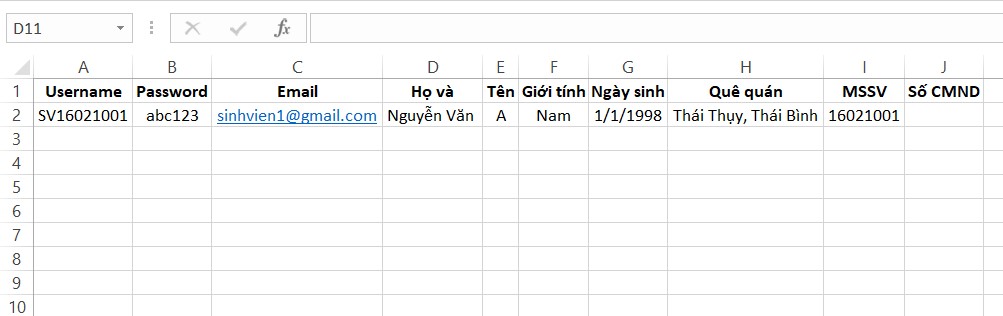 D11 fx
A B C D E F G H I J
1 Username Password Email Họ và Tên Giới tính Ngày sinh Quê quán MSSV Số CMND
2 SV16021001 abc123 sinhvien1@gmail.com Nguyễn Văn A Nam 1/1/1998 Thái Thụy, Thái Bình 16021001
3
4
5
6
7
8
9
10